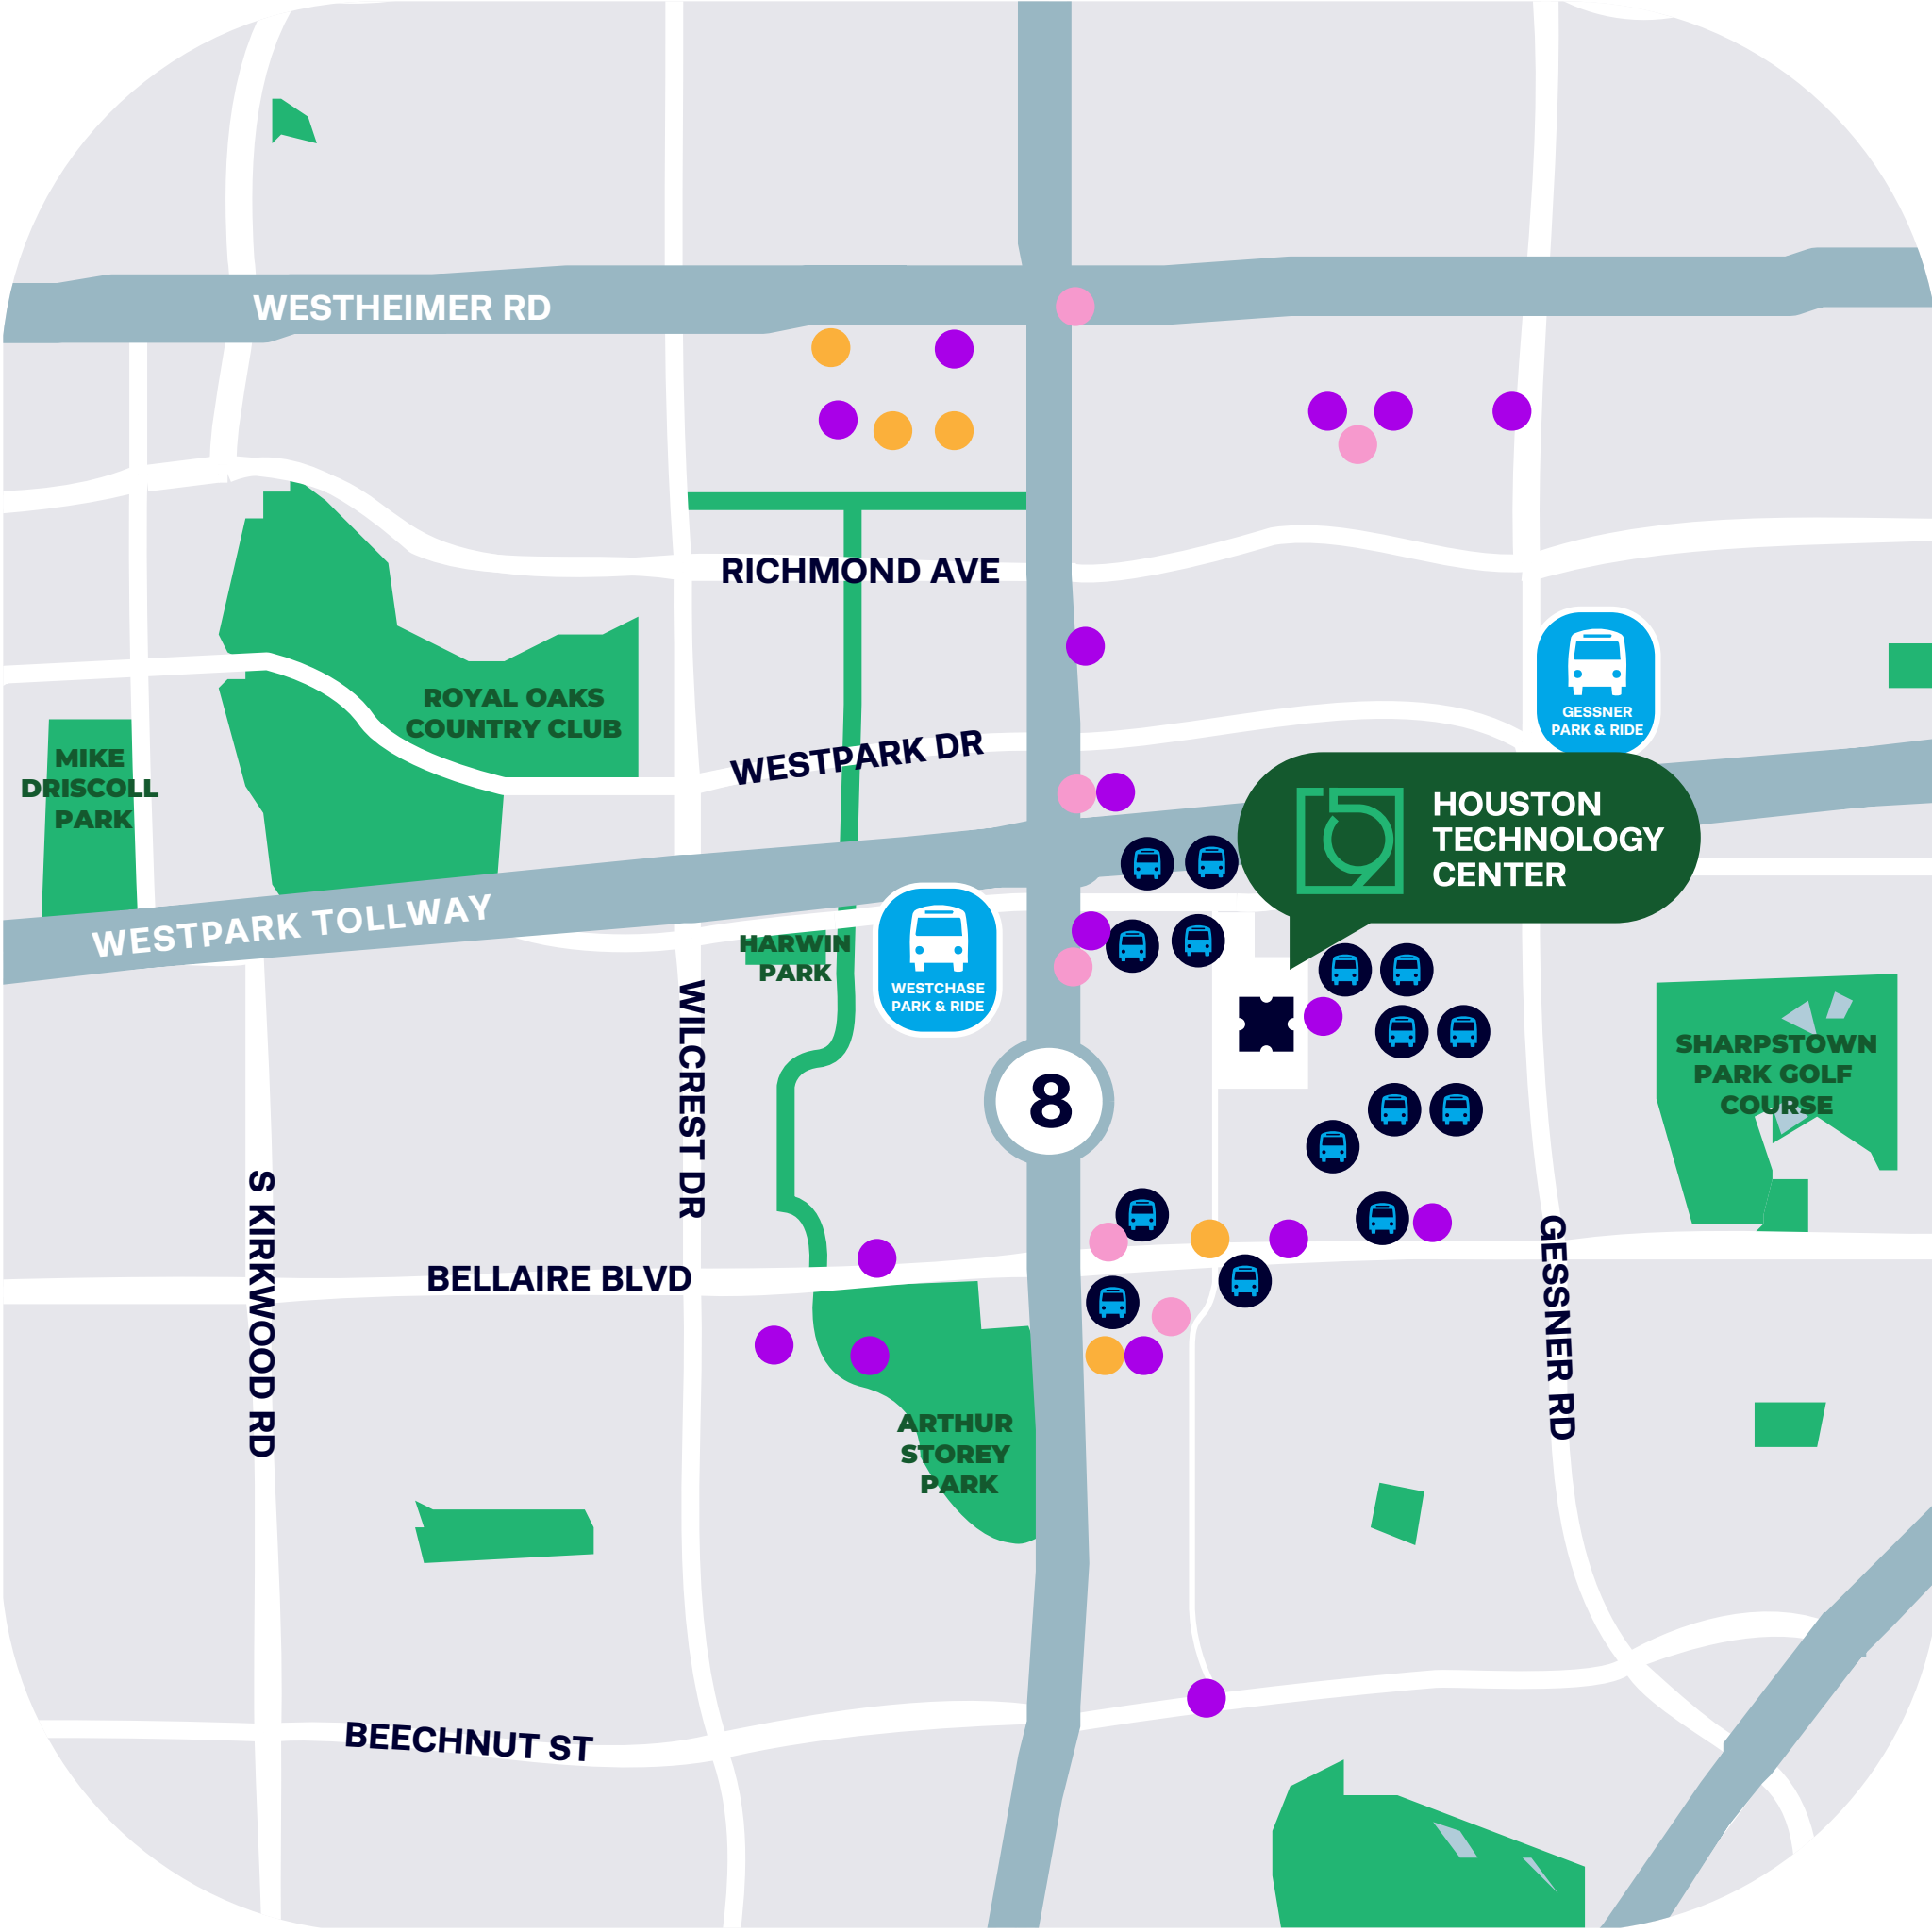 WESTHEIMER RD
RICHMOND AVE
ROYAL OAKS
COUNTRY CLUB
GESSNER
PARK & RIDE
WESTPARK DR
MIKE
DRISCOLL
PARK
HOUSTON
TECHNOLOGY
CENTER
WESTPARK TOLLWAY
HARWIN
PARK
WESTCHASE
PARK & RIDE
WILCREST DR
8
SHARPSTOWN
PARK GOLF
COURSE
S KIRKWOOD RD
BELLAIRE BLVD
GESSNER RD
ARTHUR
STOREY
PARK
BEECHNUT ST